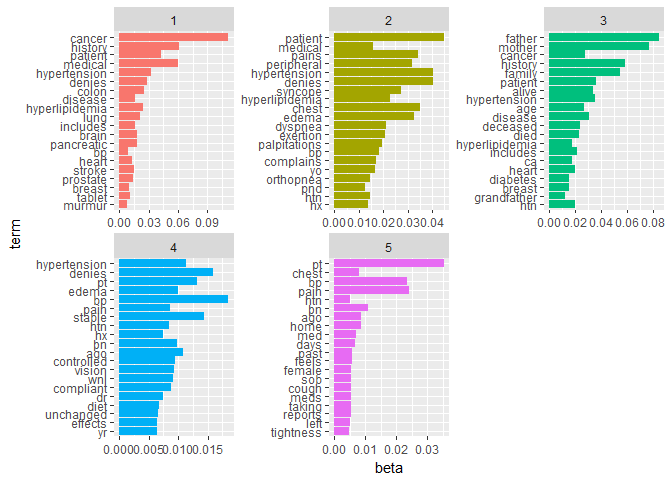 1
cancer
history
patient
medical
hypertension
denies
colon
disease
hyperlipidemia
lung
includes
brain
pancreatic
bp
heart
stroke
prostate
breast
tablet
murmur
0.00 0.03 0.06 0.09
2
patient
medical
pains
peripheral
hypertension
denies
syncope
hyperlipidemia
chest
edema
dyspnea
exertion
palpitations
bp
complains
yo
orthopnea
pnd
htn
hx
0.00 0.01 0.02 0.03 0.04
3
father
mother
cancer
history
family
patient
alive
hypertension
age
disease
deceased
died
hyperlipidemia
includes
ca
heart
diabetes
breast
grandfather
htn
0.00 0.02 0.04 0.06 0.08
term
4
hypertension
denies
pt
edema
bp
pain
stable
htn
hx
bn
ago
controlled
vision
wnl
compliant
dr
diet
unchanged
effects
yr
0.000 0.005 0.010 0.015
5
pt
chest
bp
pain
htn
bn
ago
home
med
days
past
feels
female
sob
cough
meds
taking
reports
left
tightness
0.00 0.01 0.02 0.03
beta